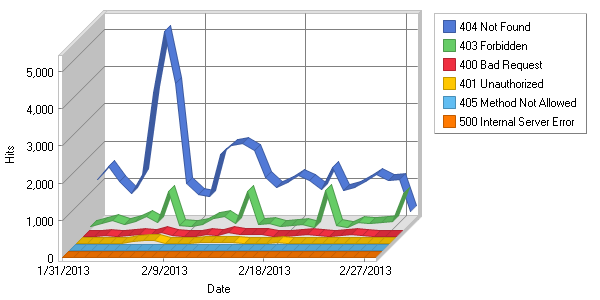 404 Not Found
403 Forbidden
400 Bad Request
401 Unauthorized
405 Method Not Allowed
500 Internal Server Error
Hits
5,000
4,000
3,000
2,000
1,000
0
1/31/2013 2/9/2013 2/18/2013 2/27/2013
Date